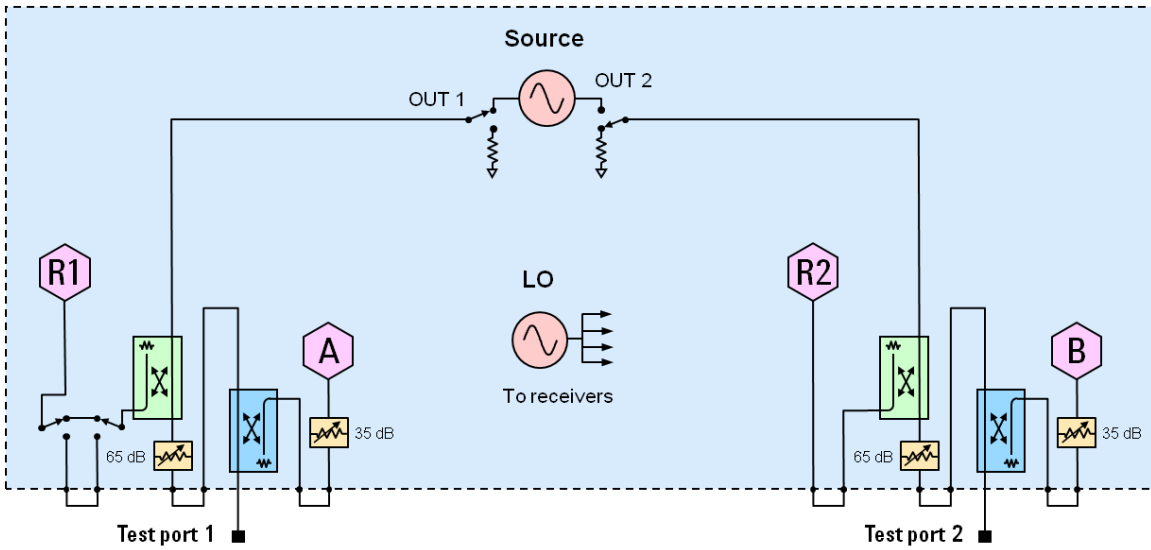 Source
OUT 1
OUT 2
R1
LO
R2
A
B
To receivers
65 dB
35 dB
65 dB
35 dB
Test port 1
Test port 2